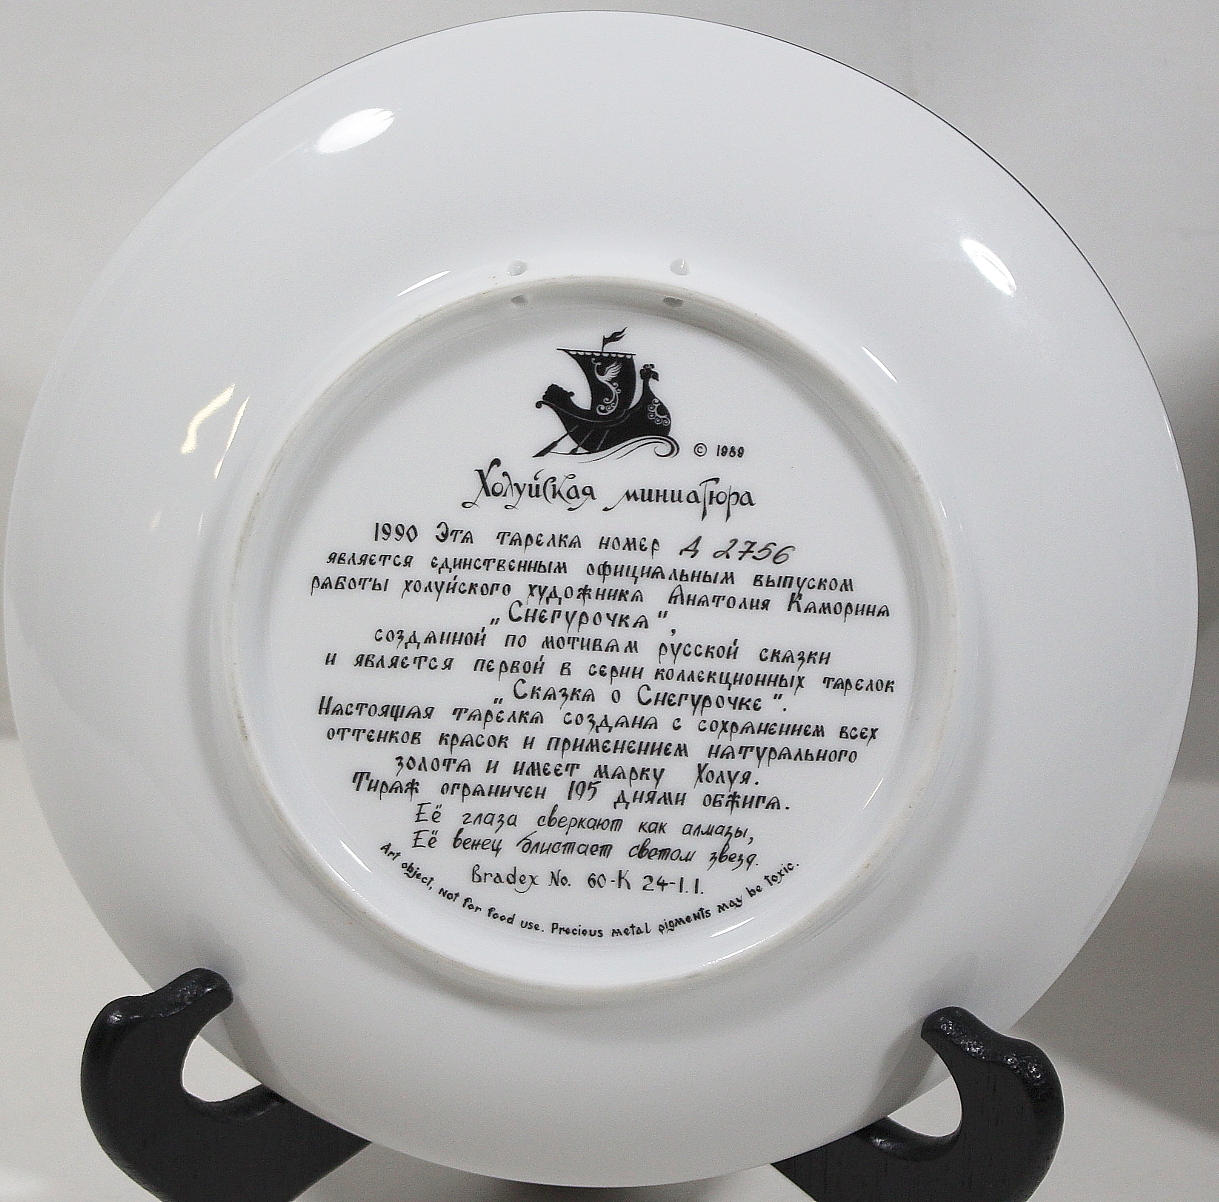 © 1989
Холуйская миниатюра
1990 Эта тарелка номер Д 2756
является единственным официальным выпуском
работы холуйского художника Анатолия Каморина
„Снегурочка“,
созданной по мотивам русской сказки
и является первой в серии коллекционных тарелок
„Сказка о Снегурочке“.
Настоящая тарелка создана с сохранением всех
оттенков красок и применением натурального
золота и имеет марку Холуя.
Тираж ограничен 195 днями обжига.
Её глаза сверкают как алмазы,
Её венец блистает светом звезд.
Bradex No. 60-K 24-1.1.
Art object, Not for food use. Precious metal pigments may be toxic.